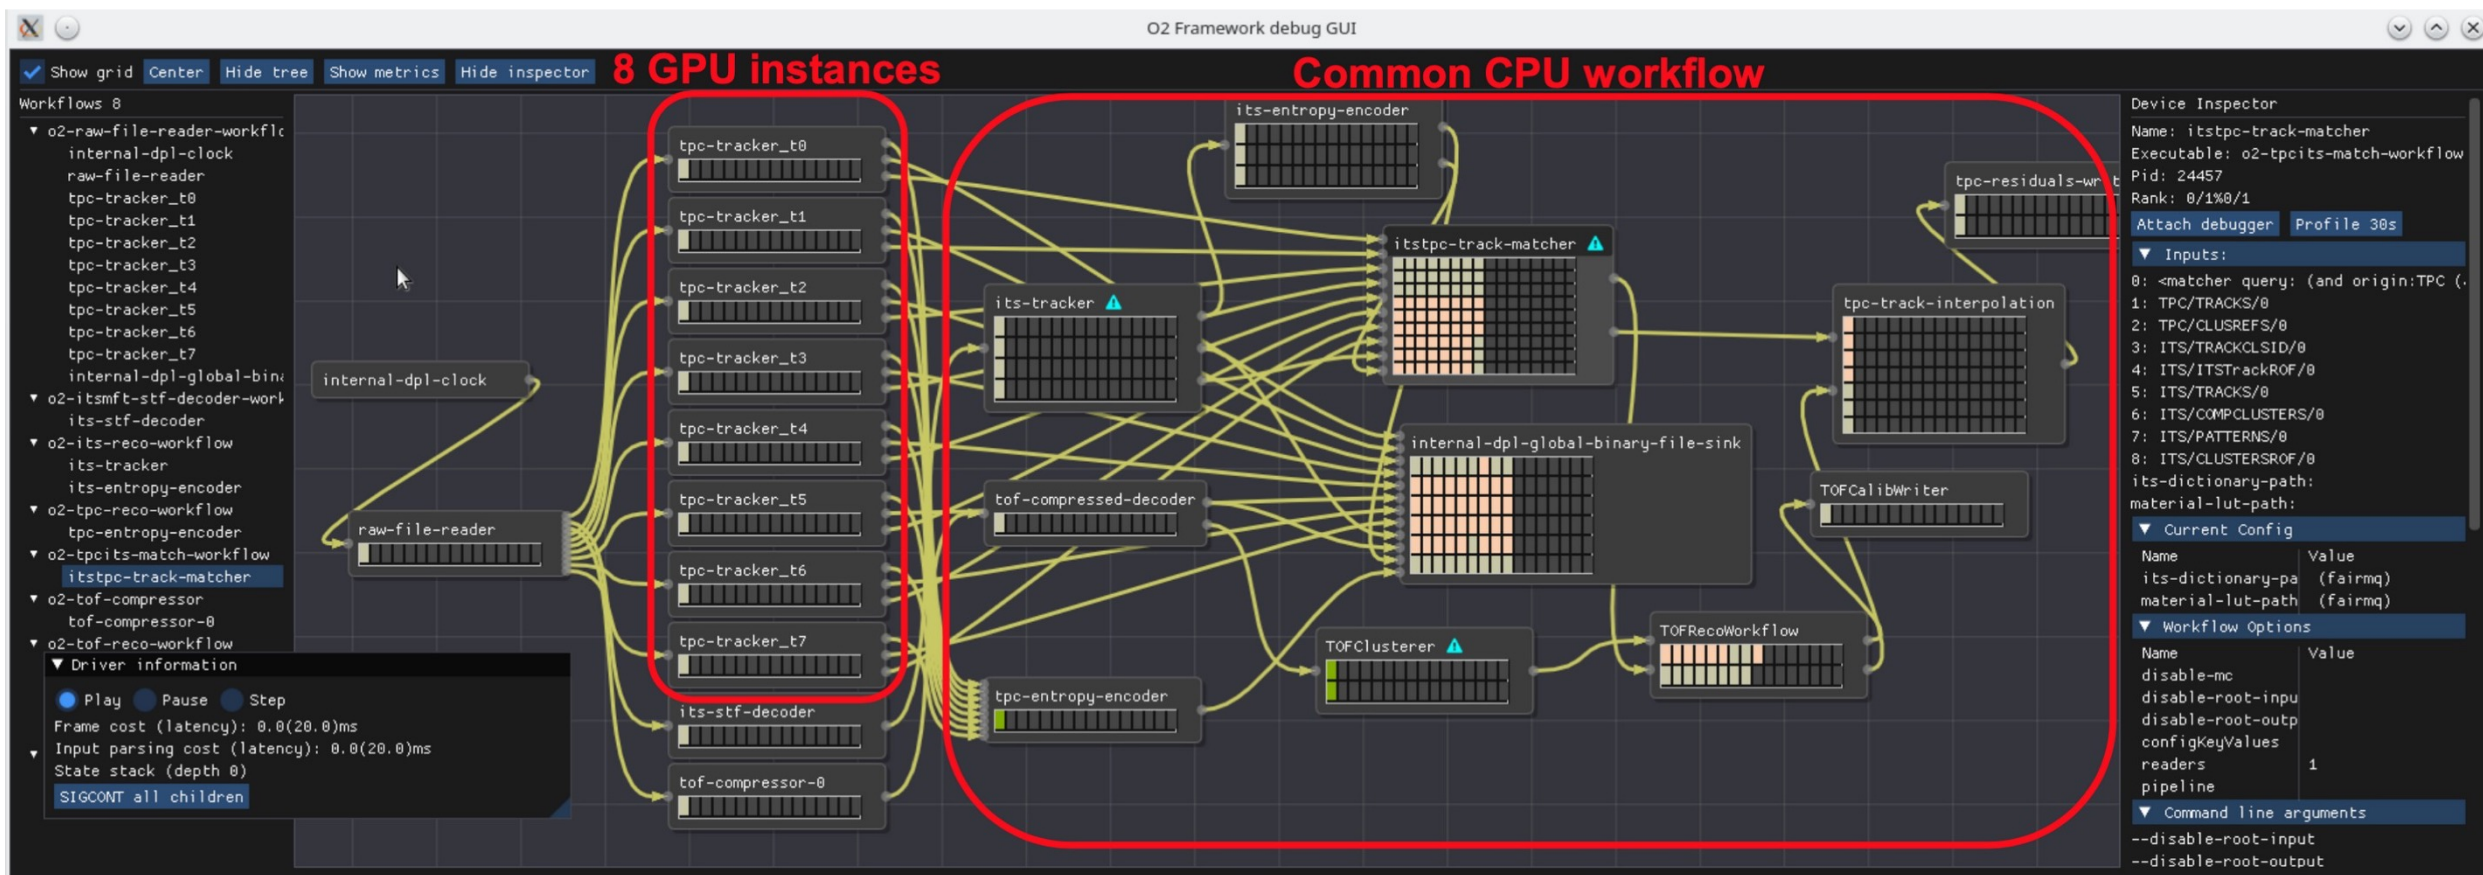 O2 Framework debug GUI
Show grid Center Hide tree Show metrics Hide inspector
8 GPU instances
Common CPU workflow
Workflows 8
▼ o2-raw-file-reader-workflo
internal-dpl-clock
raw-file-reader
tpc-tracker_t0
tpc-tracker_t1
tpc-tracker_t2
tpc-tracker_t3
tpc-tracker_t4
tpc-tracker_t5
tpc-tracker_t6
tpc-tracker_t7
internal-dpl-global-bina
▼ o2-itsmft-stf-decoder-work
its-stf-decoder
▼ o2-its-reco-workflow
its-tracker
its-entropy-encoder
▼ o2-tpc-reco-workflow
tpc-entropy-encoder
▼ o2-tpcits-match-workflow
itstpc-track-matcher
▼ o2-tof-compressor
tof-compressor-0
▼ o2-tof-reco-workflow
▼ Driver information
Play Pause Step
Frame cost (latency): 0.0(20.0)ms
Input parsing cost (latency): 0.0(20.0)ms
State stack (depth 0)
SIGCONT all children
internal-dpl-clock
raw-file-reader
tpc-tracker_t0
tpc-tracker_t1
tpc-tracker_t2
tpc-tracker_t3
tpc-tracker_t4
tpc-tracker_t5
tpc-tracker_t6
tpc-tracker_t7
its-stf-decoder
tof-compressor-0
its-entropy-encoder
its-tracker
itstpc-track-matcher
internal-dpl-global-binary-file-sink
tof-compressed-decoder
tpc-entropy-encoder
TOFClusterer
TOFRecoWorkflow
TOFCalibWriter
tpc-track-interpolation
tpc-residuals-writ
Device Inspector
Name: itstpc-track-matcher
Executable: o2-tpcits-match-workflow
Pid: 24457
Rank: 0/1%0/1
Attach debugger Profile 30s
▼ Inputs:
0: <matcher query: (and origin:TPC (.
1: TPC/TRACKS/0
2: TPC/CLUSREFS/0
3: ITS/TRACKCLSID/0
4: ITS/ITSTrackROF/0
5: ITS/TRACKS/0
6: ITS/COMPCLUSTERS/0
7: ITS/PATTERNS/0
8: ITS/CLUSTERSROF/0
its-dictionary-path:
material-lut-path:
▼ Current Config
Name Value
its-dictionary-pa (fairmq)
material-lut-path (fairmq)
▼ Workflow Options
Name Value
disable-mc
disable-root-inpu
disable-root-outp
configKeyValues
readers 1
pipeline
▼ Command line arguments
--disable-root-input
--disable-root-output